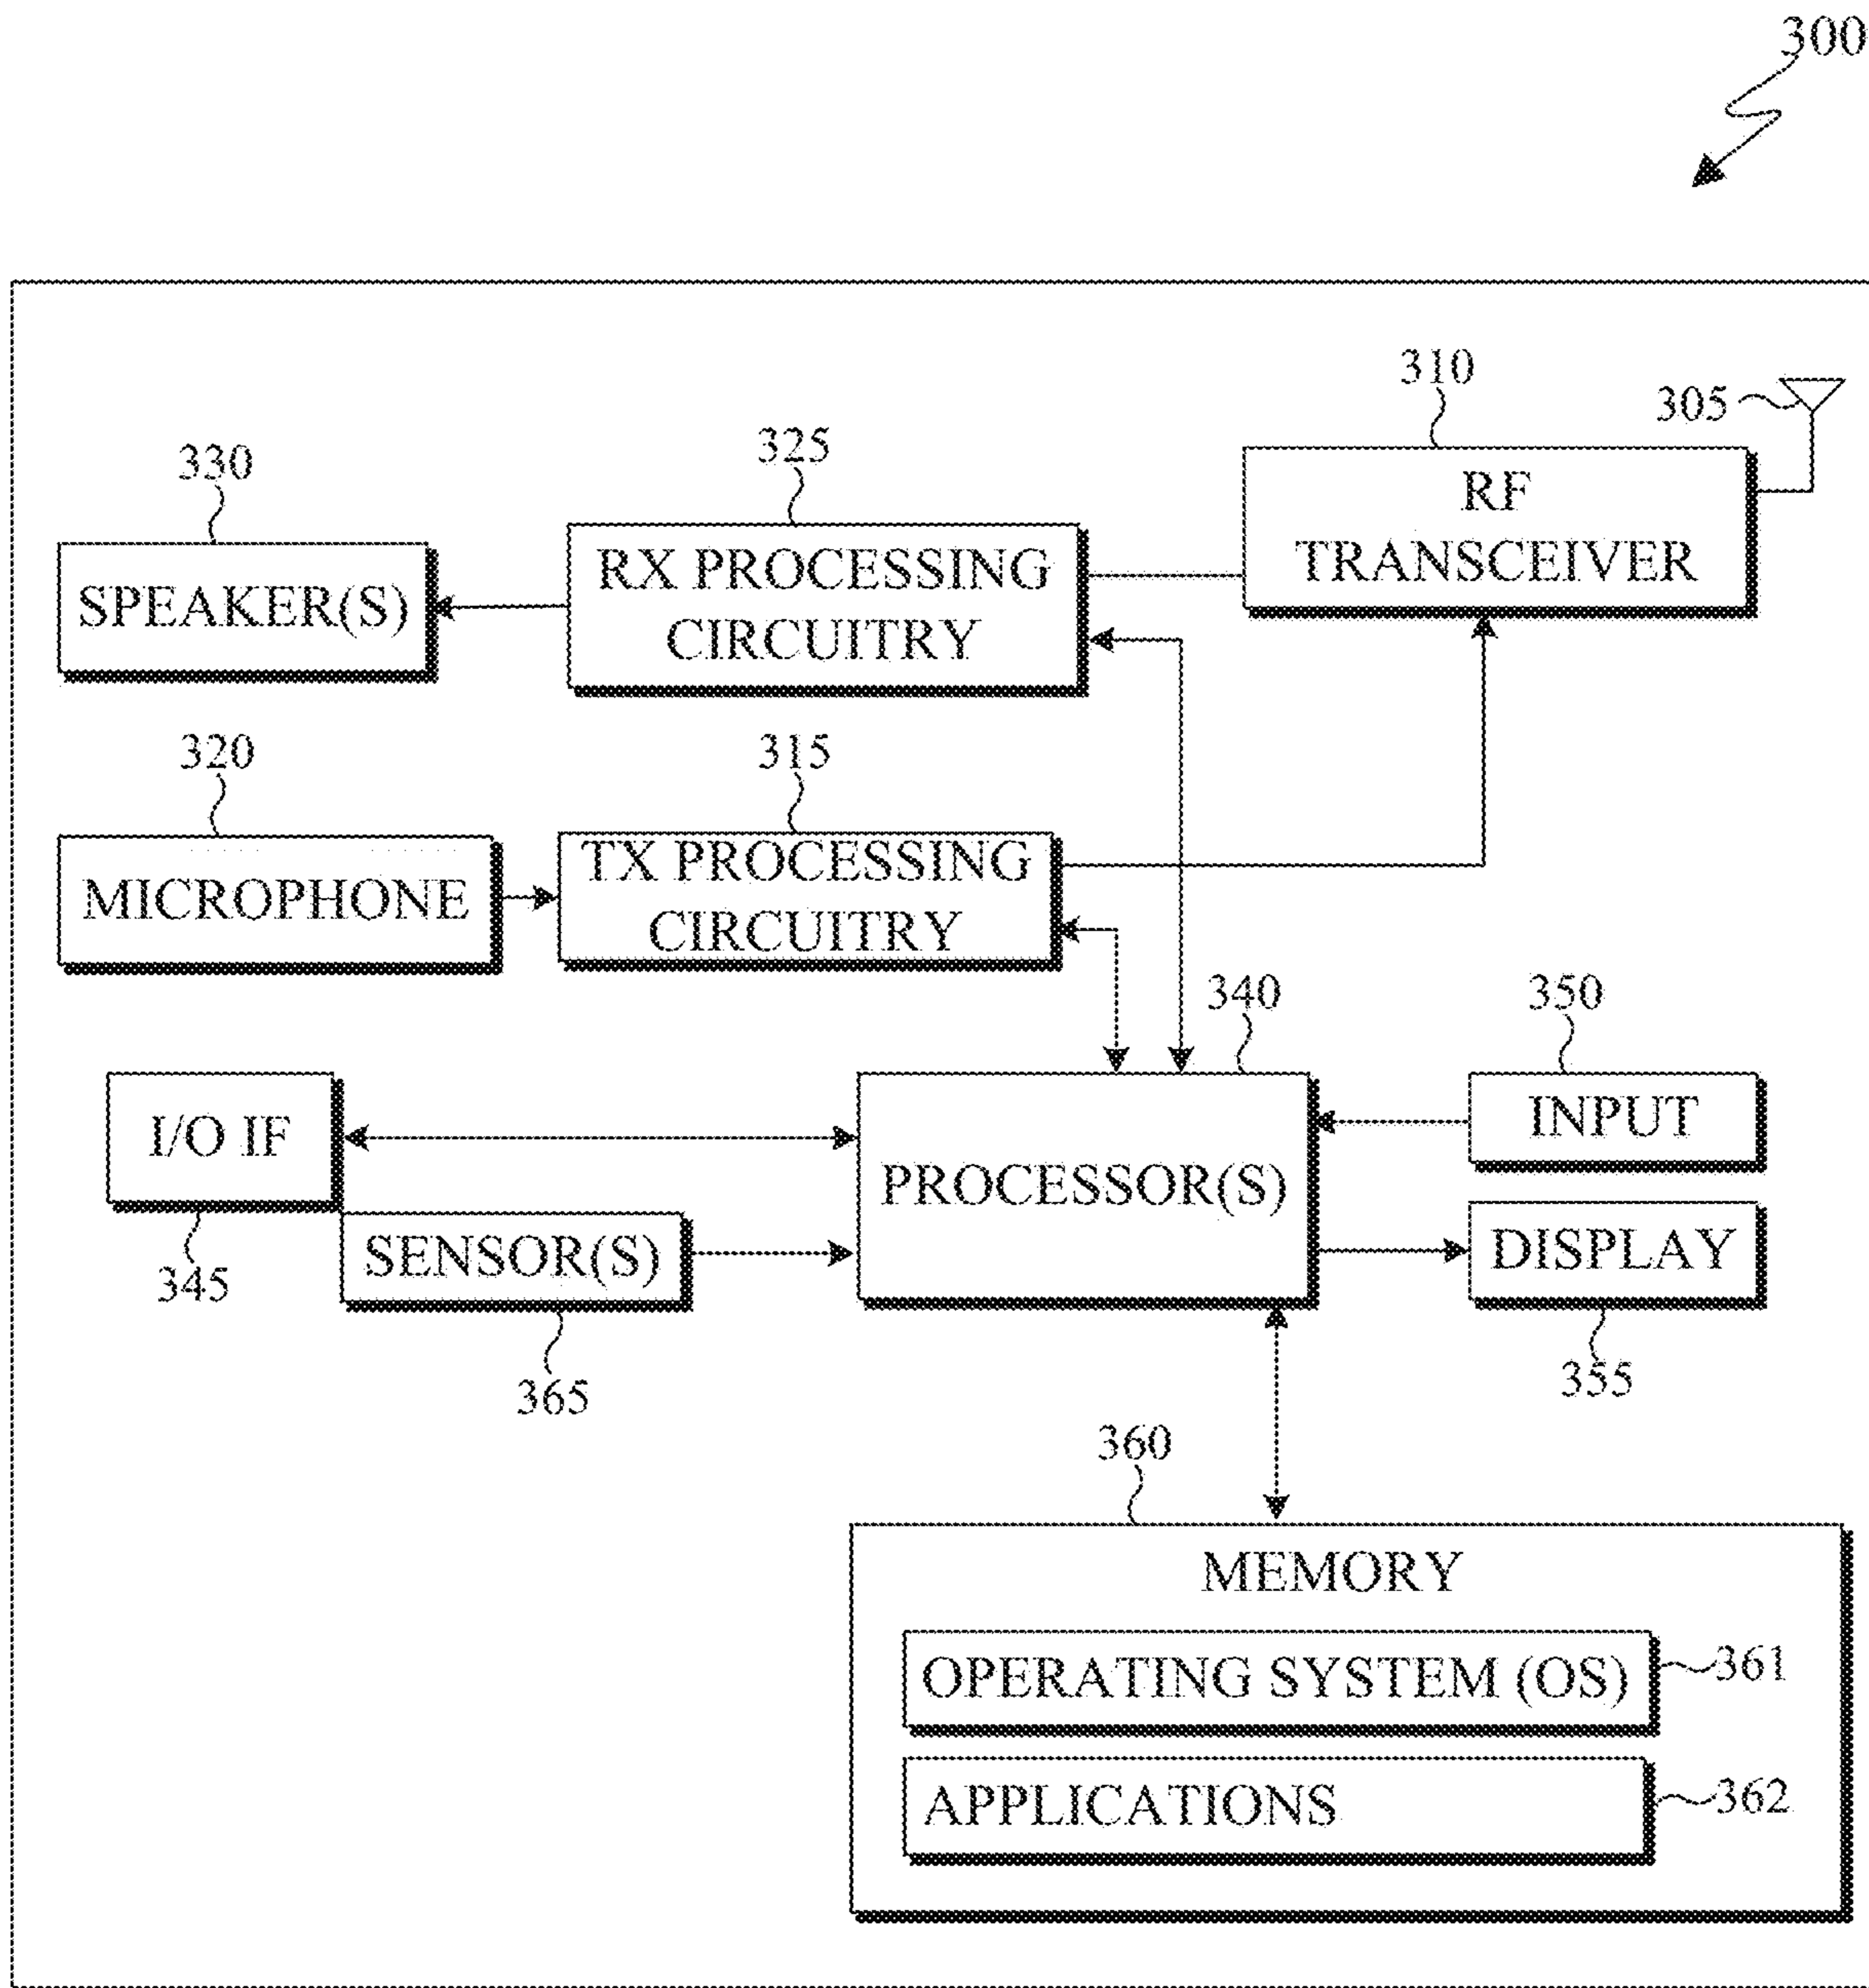 300
310
305
325
330
RF
TRANSCEIVER
RX PROCESSING
CIRCUITRY
SPEAKER(S)
320
315
MICROPHONE
TX PROCESSING
CIRCUITRY
340
350
I/O IF
PROCESSOR(S)
INPUT
SENSOR(S)
DISPLAY
345
365
355
360
MEMORY
OPERATING SYSTEM (OS)
361
APPLICATIONS
362